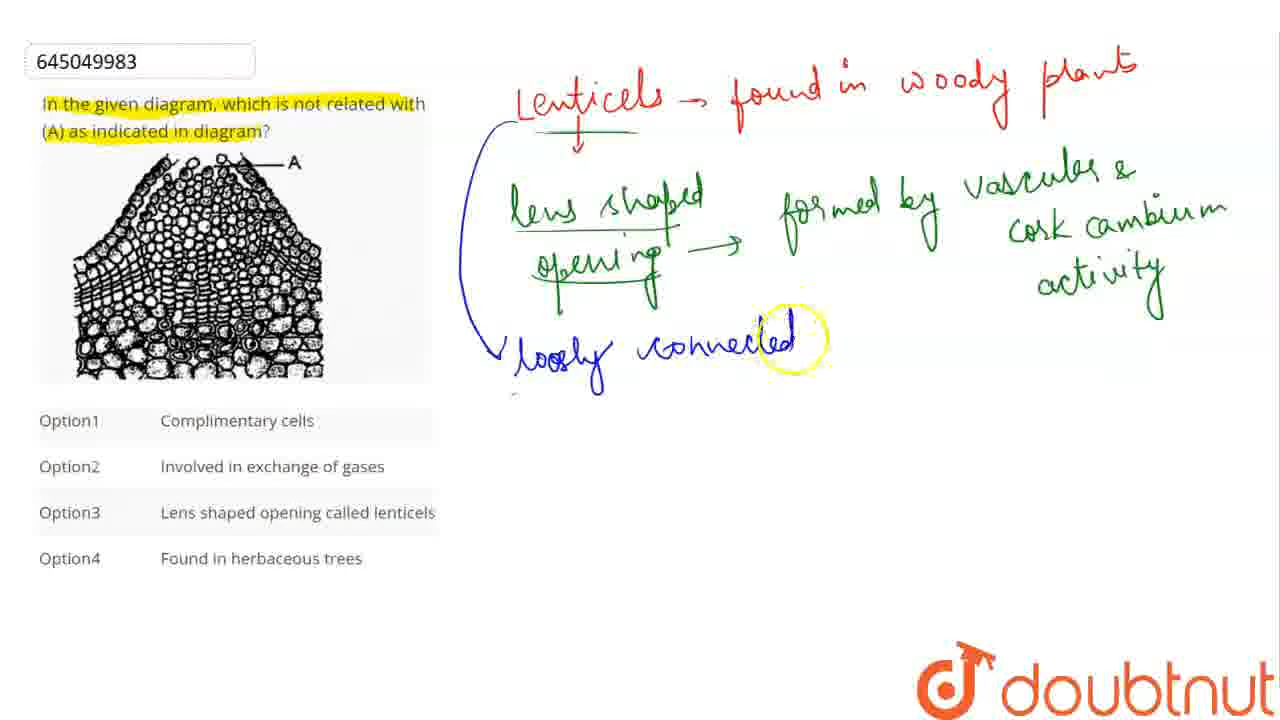 645049983
In the given diagram, which is not related with
(A) as indicated in diagram?
A
Option1 Complimentary cells
Option2 Involved in exchange of gases
Option3 Lens shaped opening called lenticels
Option4 Found in herbaceous trees
Lenticels → found in woody plants
lens shaped
opening → formed by vascular &
cork cambium
activity
loosly connected
doubtnut